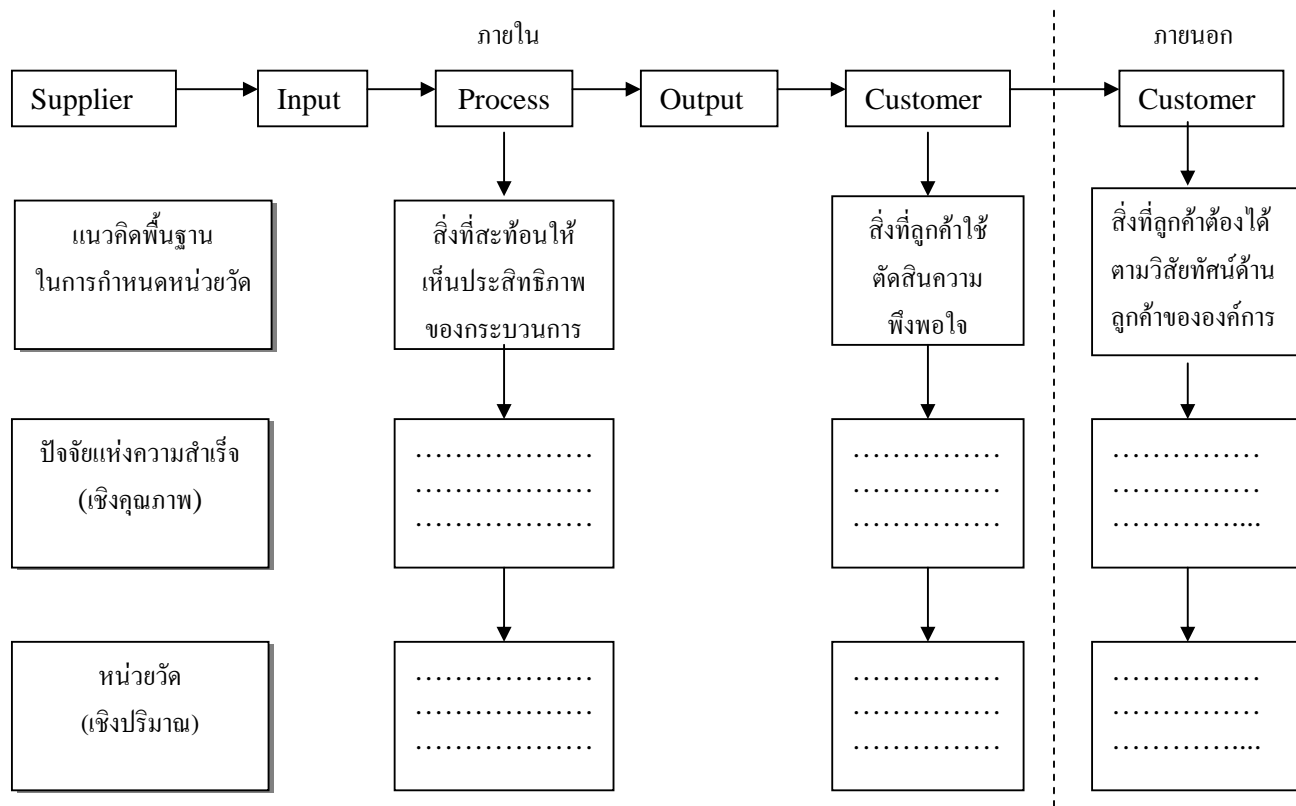 ภายใน
ภายนอก
Supplier
Input
Process
Output
Customer
Customer
แนวคิดพื้นฐาน
ในการกำหนดหน่วยวัด
สิ่งที่สะท้อนให้
เห็นประสิทธิภาพ
ของกระบวนการ
สิ่งที่ลูกค้าใช้
ตัดสินความ
พึงพอใจ
สิ่งที่ลูกค้าต้องได้
ตามวิสัยทัศน์ด้าน
ลูกค้าขององค์การ
ปัจจัยแห่งความสำเร็จ
(เชิงคุณภาพ)
………………
………………
………………
……………
……………
……………
……………
……………
…………....
หน่วยวัด
(เชิงปริมาณ)
………………
………………
………………
……………
……………
……………
……………
……………
…………....